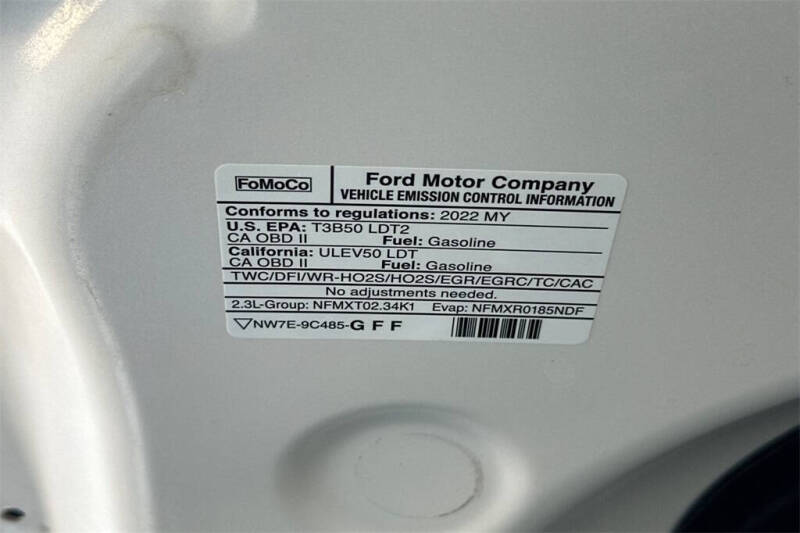 FoMoCo
Ford Motor Company
VEHICLE EMISSION CONTROL INFORMATION
Conforms to regulations: 2022 MY
U.S. EPA: T3B50 LDT2
CA OBD II Fuel: Gasoline
California: ULEV50 LDT
CA OBD II Fuel: Gasoline
TWC/DFI/WR-HO2S/HO2S/EGR/EGRC/TC/CAC
No adjustments needed.
2.3L-Group: NFMXT02.34K1 Evap: NFMXR0185NDF
NW7E-9C485-GFF